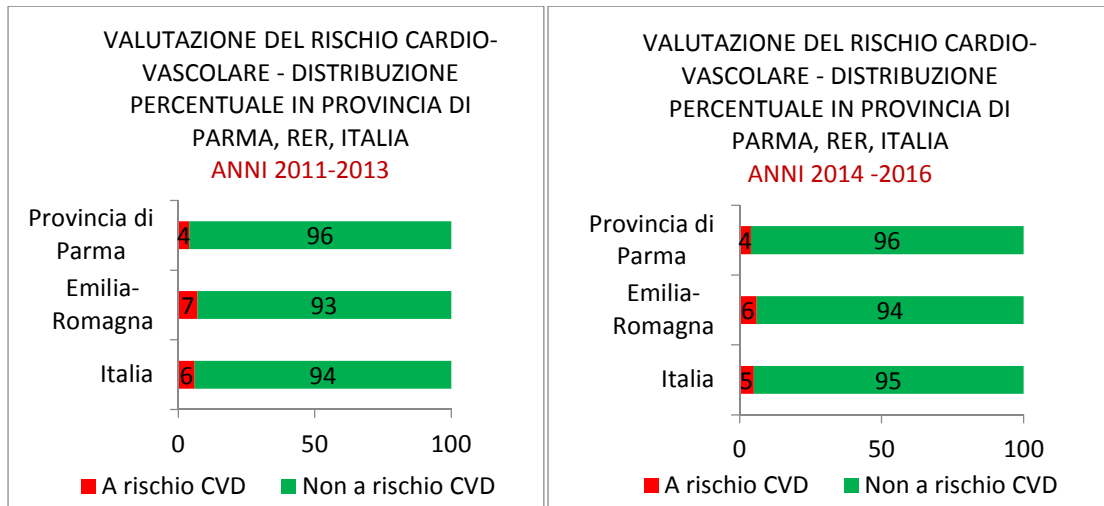 VALUTAZIONE DEL RISCHIO CARDIO-
VASCOLARE - DISTRIBUZIONE
PERCENTUALE IN PROVINCIA DI
PARMA, RER, ITALIA
ANNI 2011-2013
Provincia di
Parma
4 96
Emilia-
Romagna
7 93
Italia
6 94
0 50 100
A rischio CVD Non a rischio CVD
VALUTAZIONE DEL RISCHIO CARDIO-
VASCOLARE - DISTRIBUZIONE
PERCENTUALE IN PROVINCIA DI
PARMA, RER, ITALIA
ANNI 2014 -2016
Provincia di
Parma
4 96
Emilia-
Romagna
6 94
Italia
5 95
0 50 100
A rischio CVD Non a rischio CVD